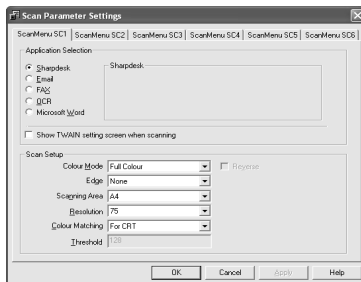 Scan Parameter Settings
ScanMenu SC1 ScanMenu SC2 ScanMenu SC3 ScanMenu SC4 ScanMenu SC5 ScanMenu SC6
Application Selection
Sharpdesk
Sharpdesk
Email
FAX
OCR
Microsoft Word
Show TWAIN setting screen when scanning
Scan Setup
Colour Mode Full Colour Reverse
Edge None
Scanning Area A4
Resolution 75
Colour Matching For CRT
Threshold 128
OK Cancel Apply Help